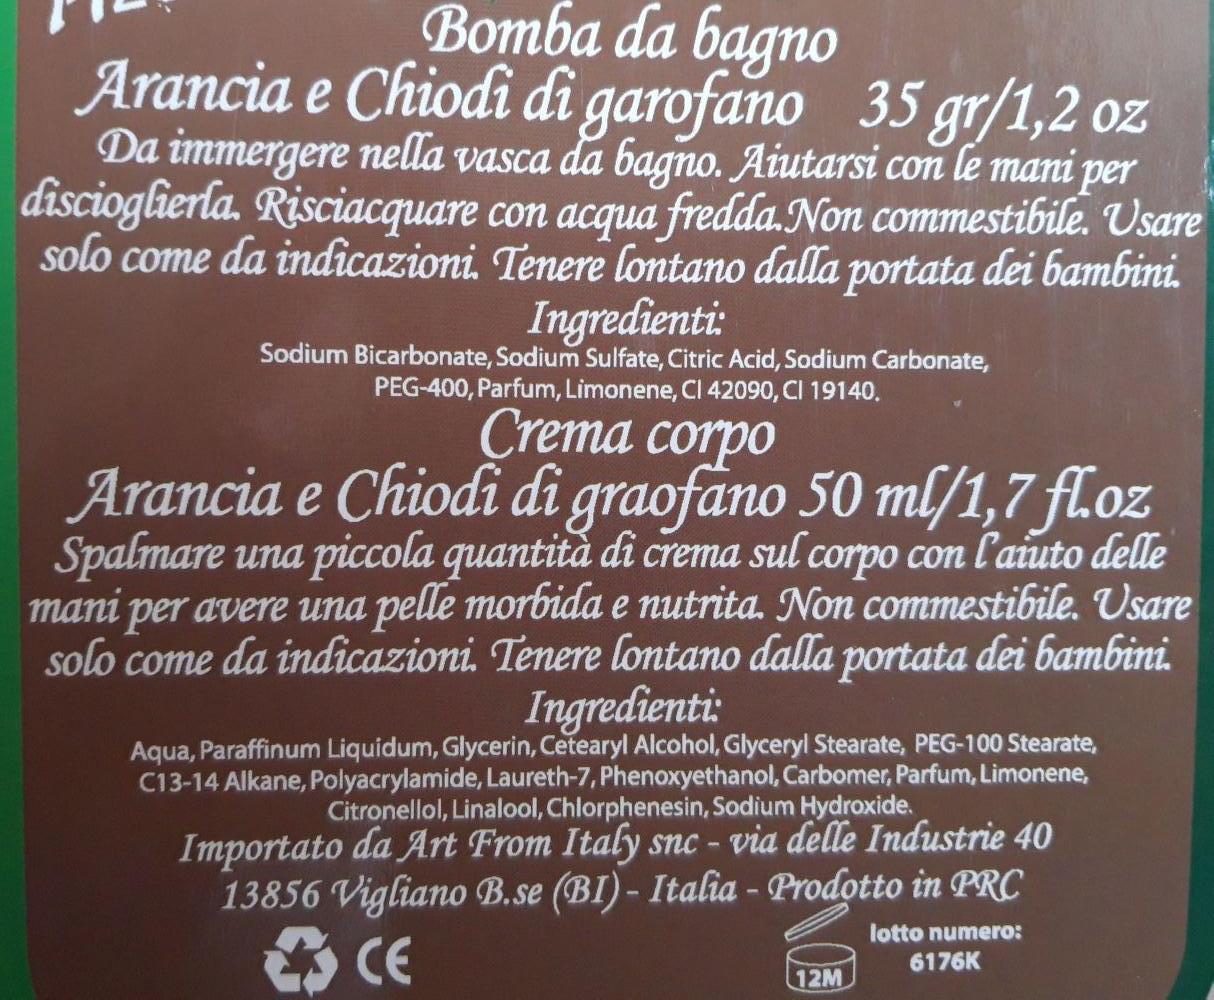 Bomba da bagno
Arancia e Chiodi di garofano 35 gr/1,2 oz
Da immergere nella vasca da bagno. Aiutarsi con le mani per
discioglierla. Risciacquare con acqua fredda.Non commestibile. Usare
solo come da indicazioni. Tenere lontano dalla portata dei bambini.
Ingredienti:
Sodium Bicarbonate, Sodium Sulfate, Citric Acid, Sodium Carbonate,
PEG-400, Parfum, Limonene, CI 42090, CI 19140.
Crema corpo
Arancia e Chiodi di graofano 50 ml/1,7 fl.oz
Spalmare una piccola quantità di crema sul corpo con l'aiuto delle
mani per avere una pelle morbida e nutrita. Non commestibile. Usare
solo come da indicazioni. Tenere lontano dalla portata dei bambini.
Ingredienti:
Aqua, Paraffinum Liquidum, Glycerin, Cetearyl Alcohol, Glyceryl Stearate, PEG-100 Stearate,
C13-14 Alkane, Polyacrylamide, Laureth-7, Phenoxyethanol, Carbomer, Parfum, Limonene,
Citronellol, Linalool, Chlorphenesin, Sodium Hydroxide.
Importato da Art From Italy snc - via delle Industrie 40
13856 Vigliano B.se (BI) - Italia - Prodotto in PRC
CE
12M
lotto numero:
6176K